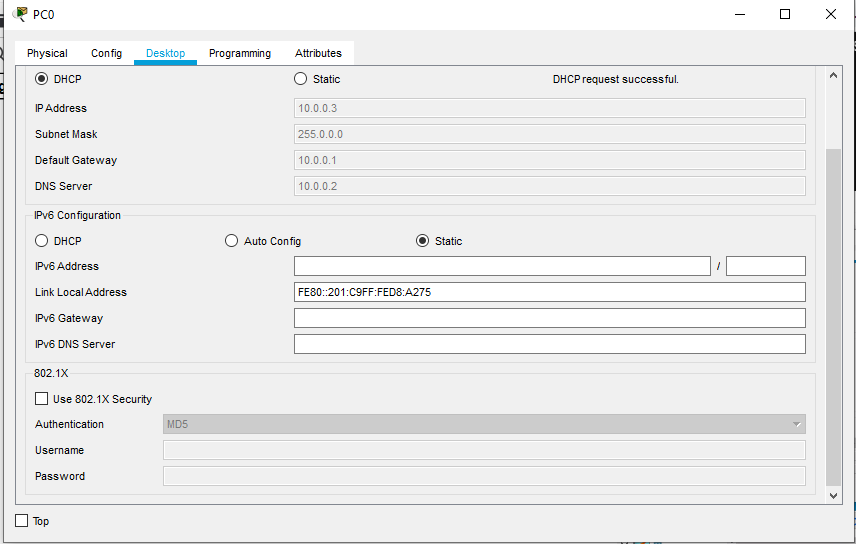 PC0
Physical Config Desktop Programming Attributes
DHCP Static DHCP request successful.
IP Address 10.0.0.3
Subnet Mask 255.0.0.0
Default Gateway 10.0.0.1
DNS Server 10.0.0.2
IPv6 Configuration
DHCP Auto Config Static
IPv6 Address /
Link Local Address FE80::201:C9FF:FED8:A275
IPv6 Gateway
IPv6 DNS Server
802.1X
Use 802.1X Security
Authentication MD5
Username
Password
Top